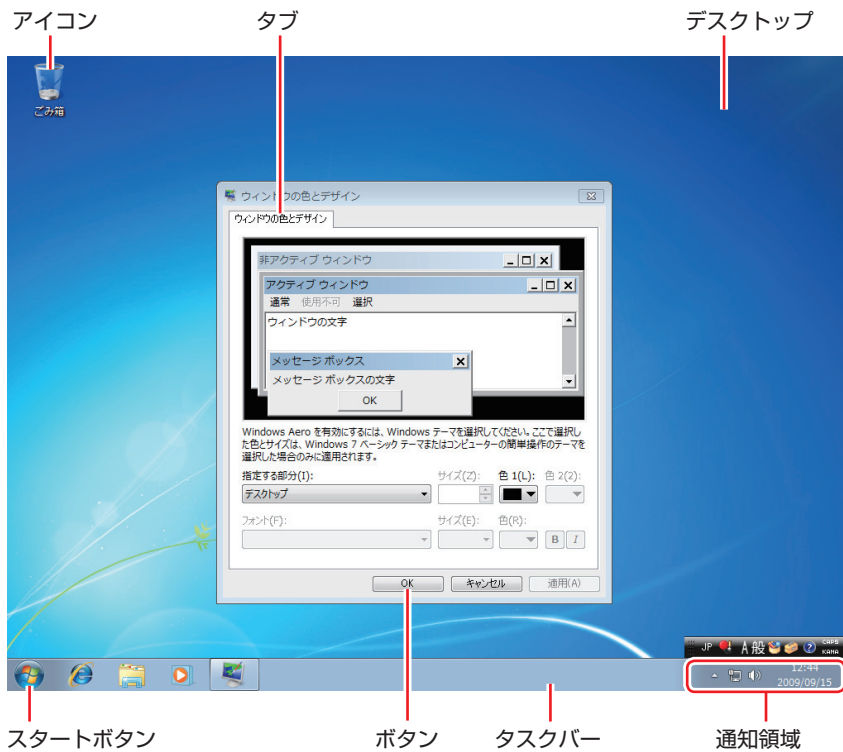 アイコン
タブ
デスクトップ
ごみ箱
ウィンドウの色とデザイン
ウィンドウの色とデザイン
非アクティブ ウィンドウ
アクティブ ウィンドウ
通常 使用不可 選択
ウィンドウの文字
メッセージ ボックス
メッセージ ボックスの文字
OK
Windows Aero を有効にするには、Windows テーマを選択してください。ここで選択し
た色とサイズは、Windows 7 ベーシック テーマまたはコンピューターの簡単操作のテーマを
選択した場合のみに適用されます。
指定する部分(I): サイズ(Z): 色 1(L): 色 2(2):
デスクトップ
フォント(F): サイズ(E): 色(R):
B I
OK キャンセル 適用(A)
JP A 般 CAPS
KANA
12:44
2009/09/15
スタートボタン
ボタン
タスクバー
通知領域